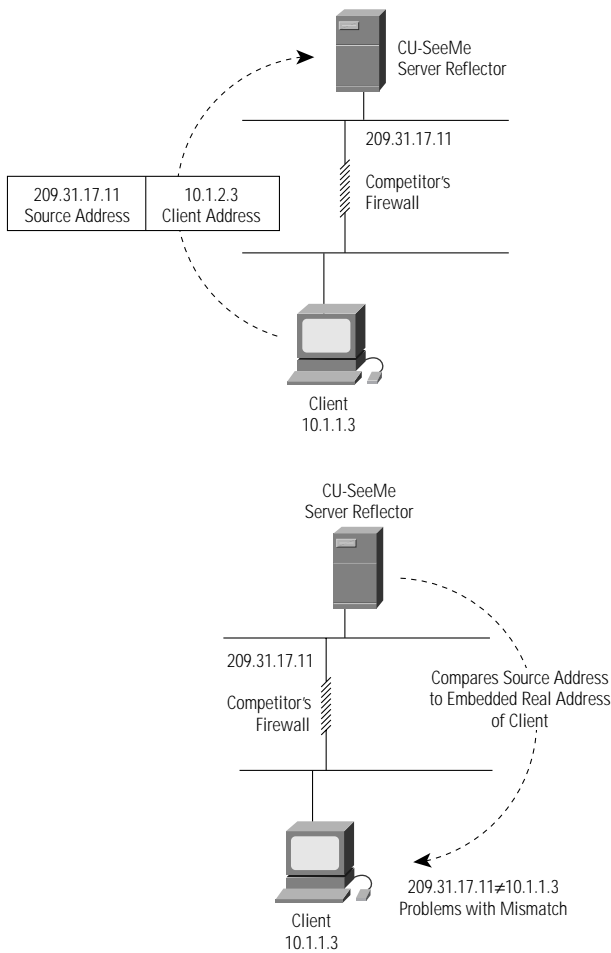 CU-SeeMe
Server Reflector
209.31.17.11
Competitor's
Firewall
209.31.17.11
Source Address
10.1.2.3
Client Address
Client
10.1.1.3
CU-SeeMe
Server Reflector
209.31.17.11
Competitor's
Firewall
Compares Source Address
to Embedded Real Address
of Client
209.31.17.11≠10.1.1.3
Problems with Mismatch
Client
10.1.1.3